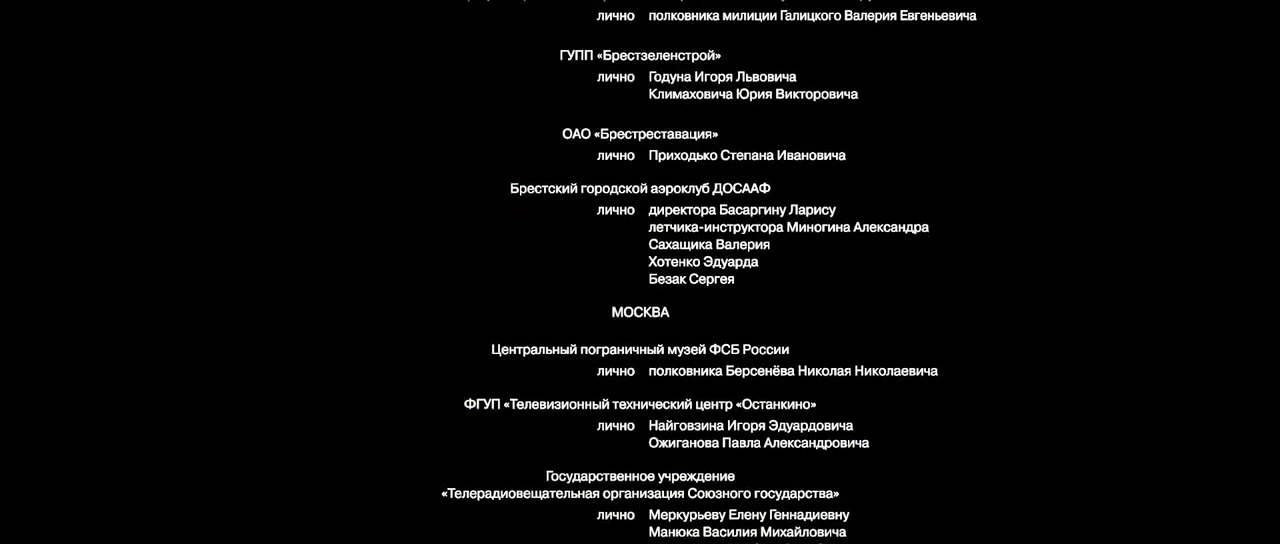 лично полковника милиции Галицкого Валерия Евгеньевича
ГУПП «Брестзеленстрой»
лично Годуна Игоря Львовича
Климаховича Юрия Викторовича
ОАО «Брестреставация»
лично Приходько Степана Ивановича
Брестский городской аэроклуб ДОСААФ
лично директора Басаргину Ларису
летчика-инструктора Миногина Александра
Сахащика Валерия
Хотенко Эдуарда
Безак Сергея
МОСКВА
Центральный пограничный музей ФСБ России
лично полковника Берсенёва Николая Николаевича
ФГУП «Телевизионный технический центр «Останкино»
лично Найговзина Игоря Эдуардовича
Ожиганова Павла Александровича
Государственное учреждение
«Телерадиовещательная организация Союзного государства»
лично Меркурьеву Елену Геннадиевну
Манюка Василия Михайловича